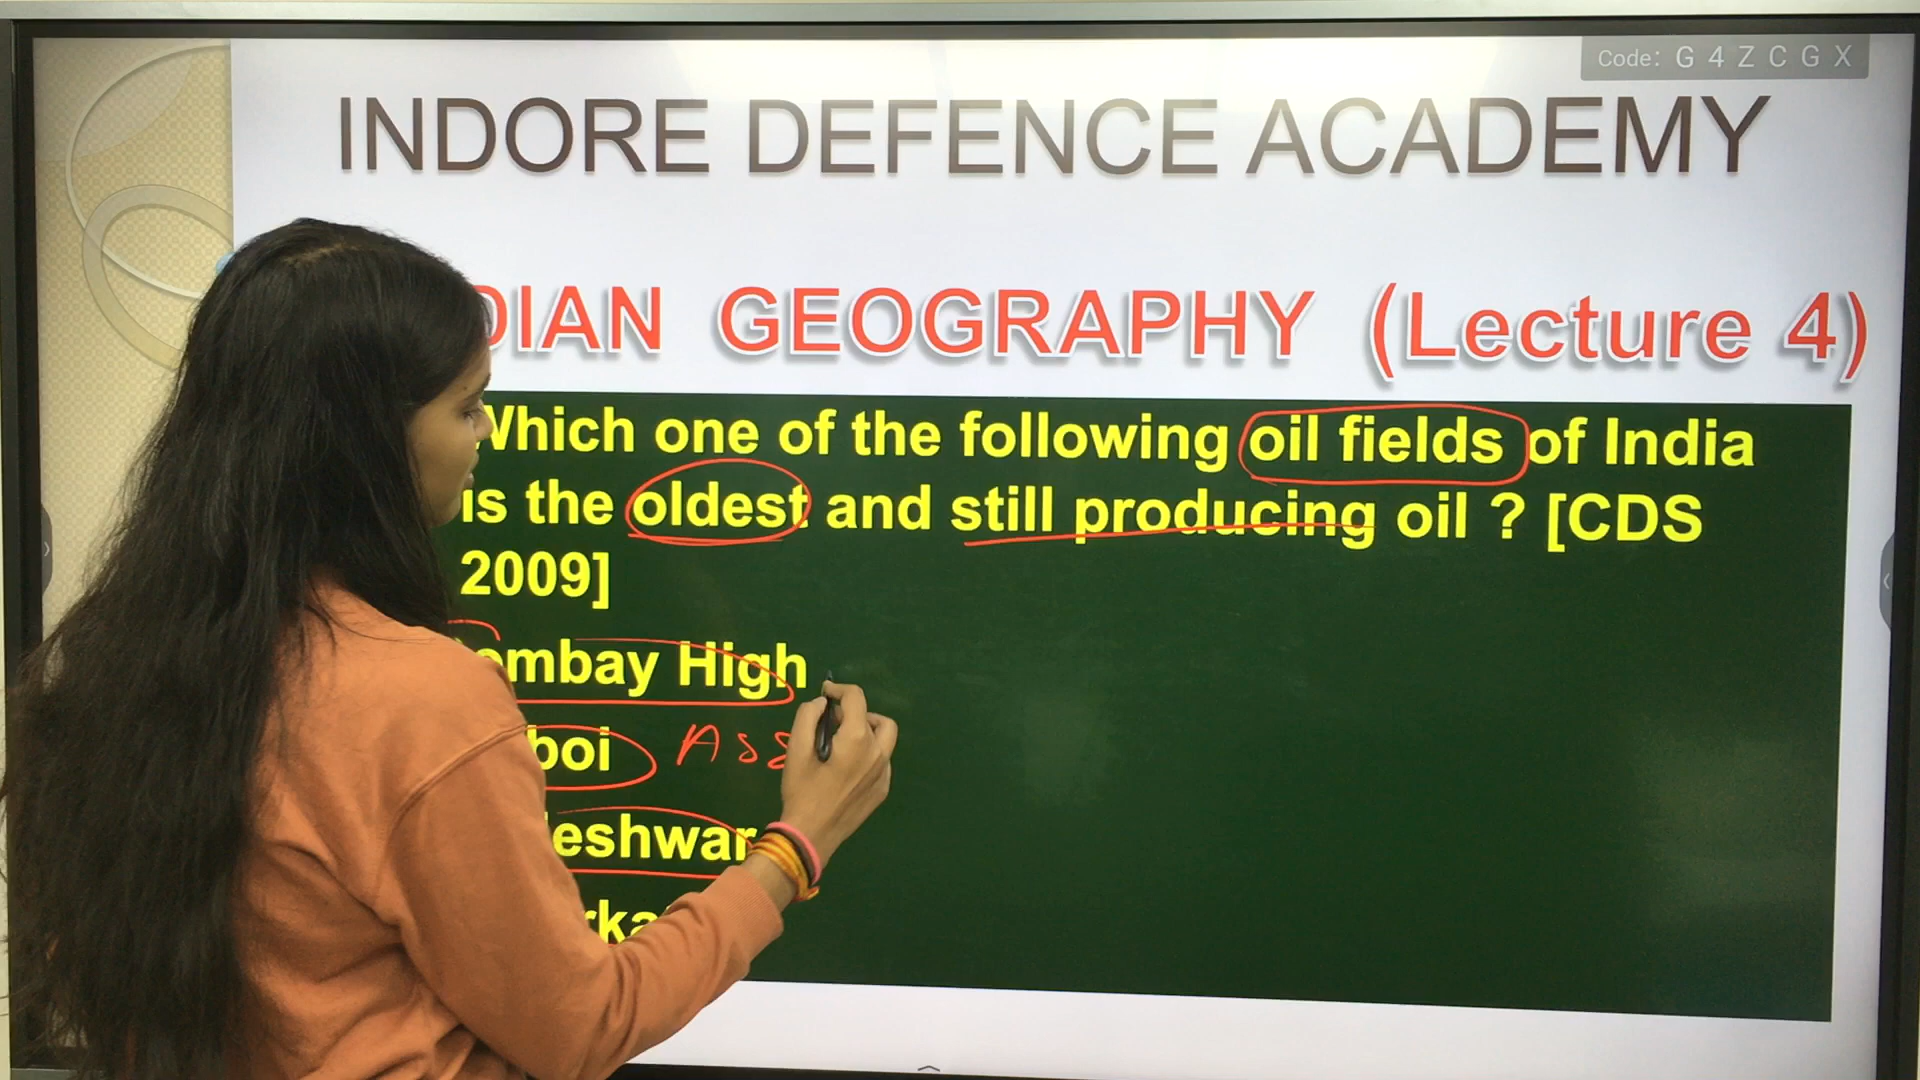 Code: G 4 Z C G X
INDORE DEFENCE ACADEMY
DIAN GEOGRAPHY (Lecture 4)
Which one of the following oil fields of India
is the oldest and still producing oil ? [CDS
2009]
ombay High
boi
eshwar